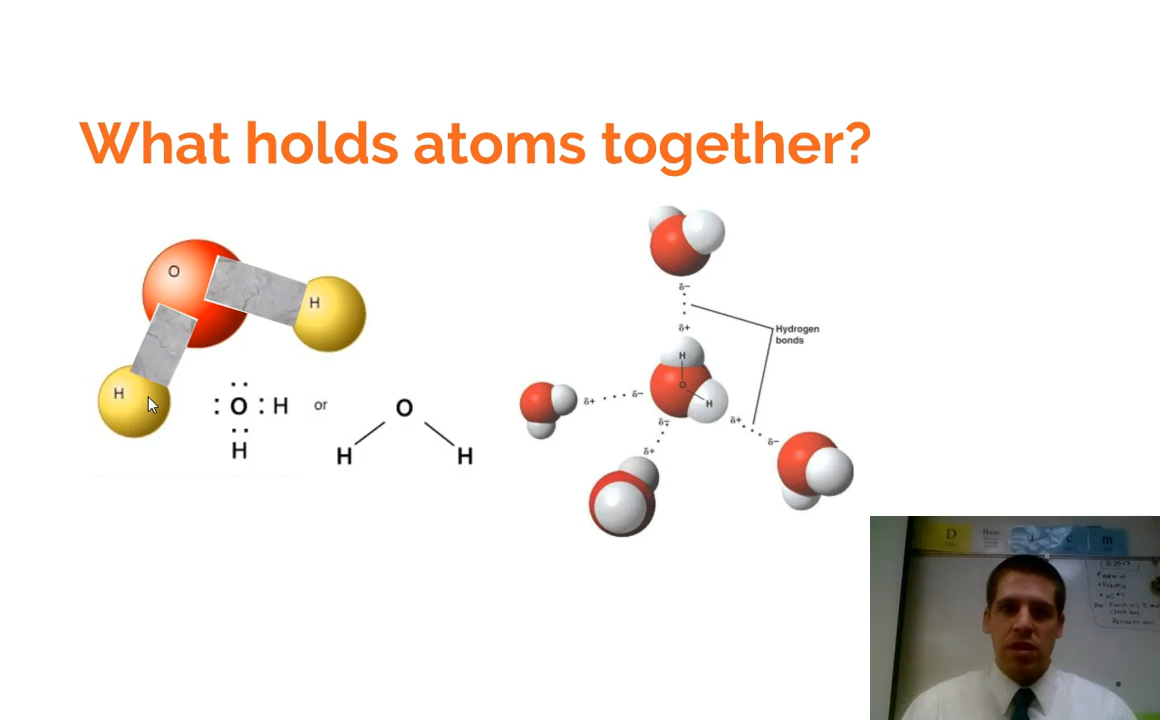 What holds atoms together?
O
H
H
: O : H or
H
O
H H
δ−
δ+
Hydrogen
bonds
H
O
H
δ+ δ−
δ+
δ−
δ−
δ+
D
m